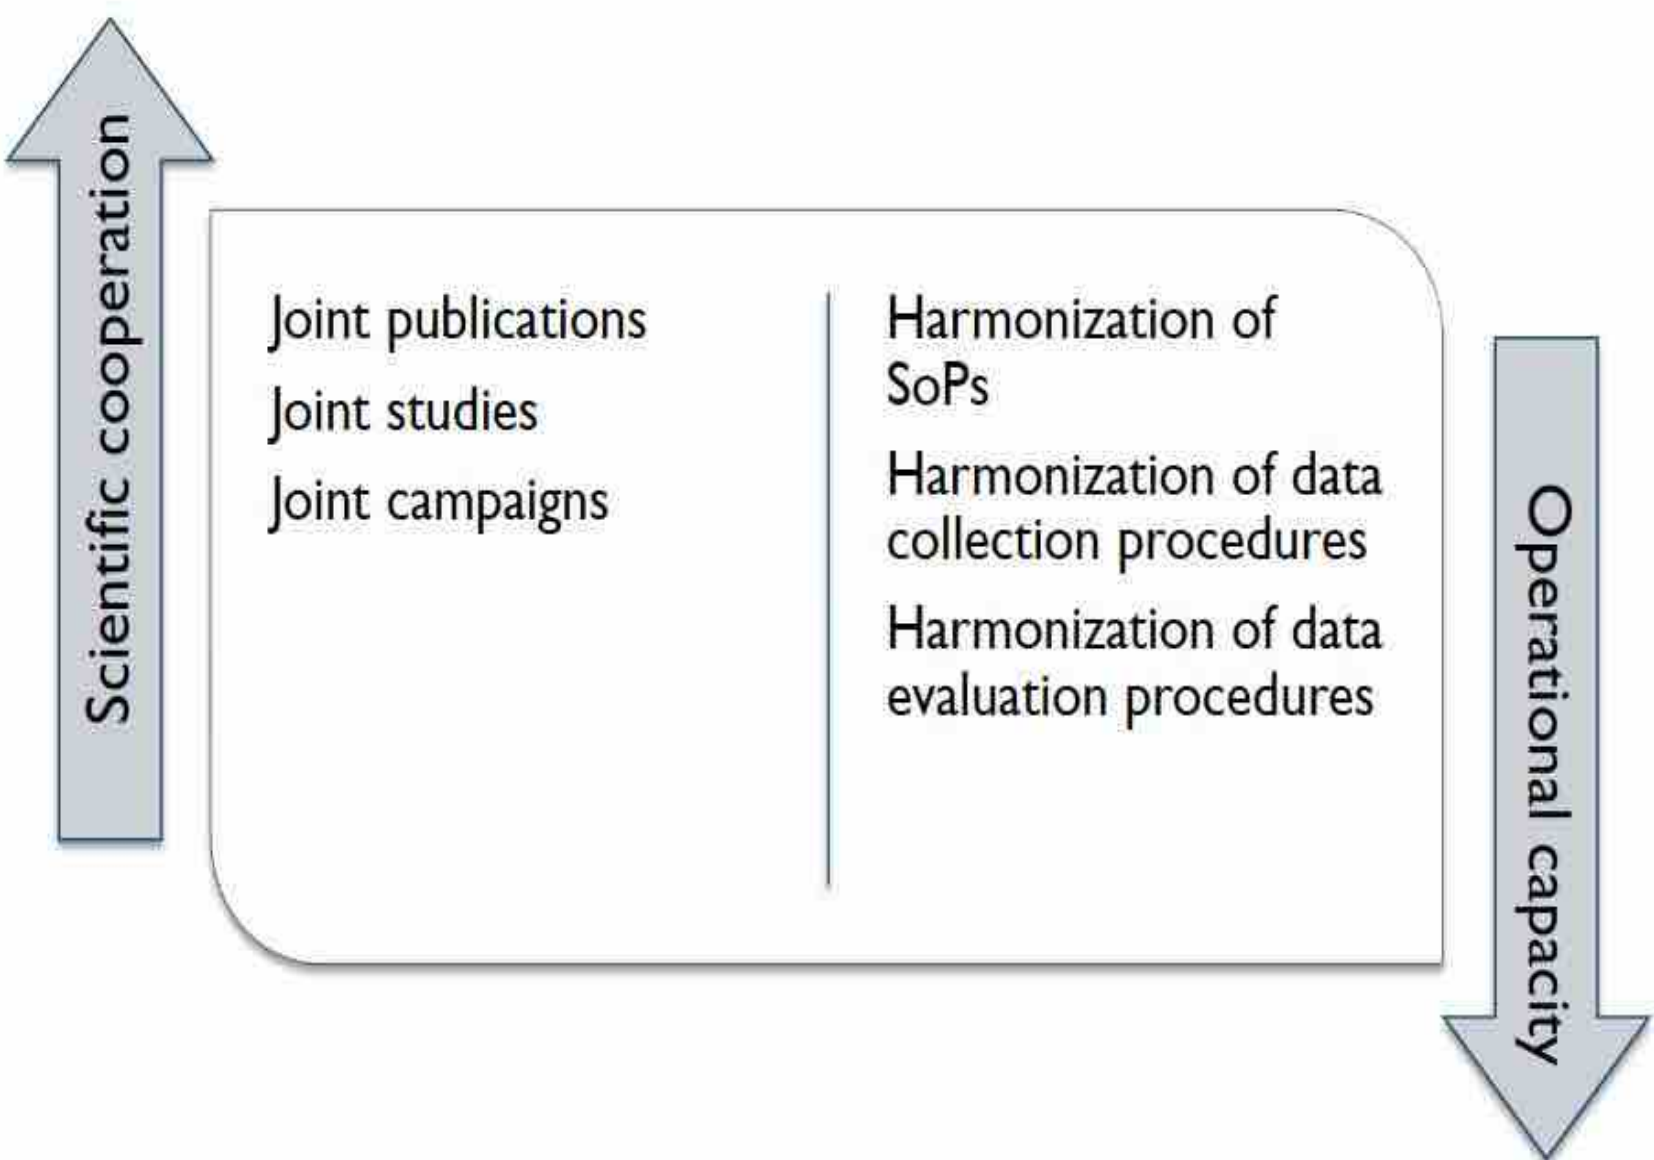 Scientific cooperation
Joint publications
Joint studies
Joint campaigns
Harmonization of
SoPs
Harmonization of data
collection procedures
Harmonization of data
evaluation procedures
Operational capacity